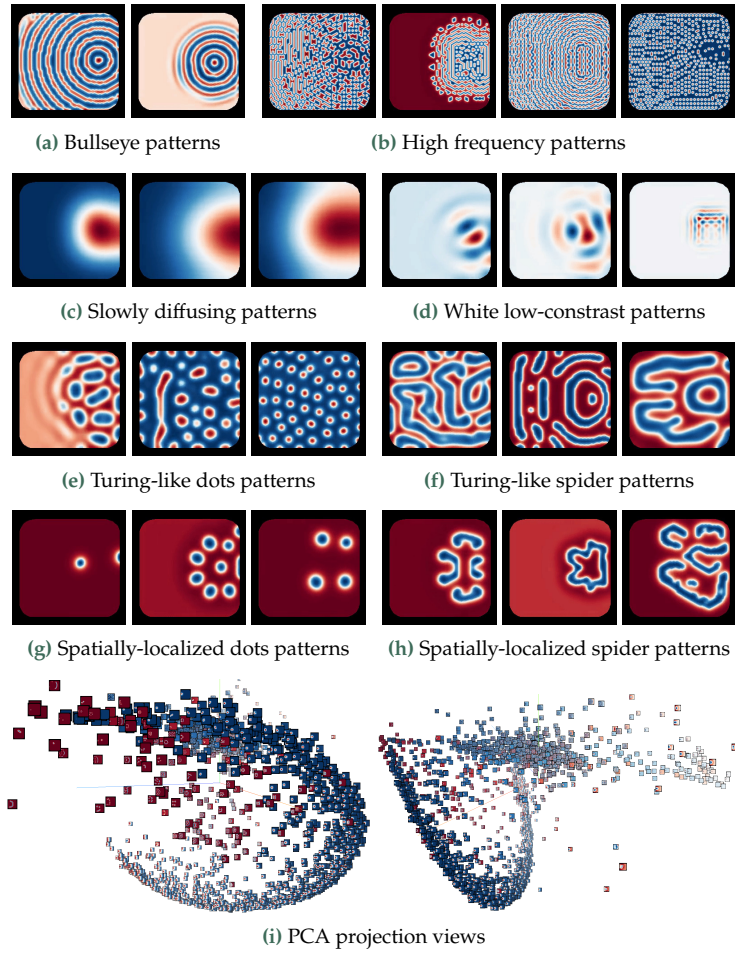 (a) Bullseye patterns
(b) High frequency patterns
(c) Slowly diffusing patterns
(d) White low-constrast patterns
(e) Turing-like dots patterns
(f) Turing-like spider patterns
(g) Spatially-localized dots patterns
(h) Spatially-localized spider patterns
(i) PCA projection views